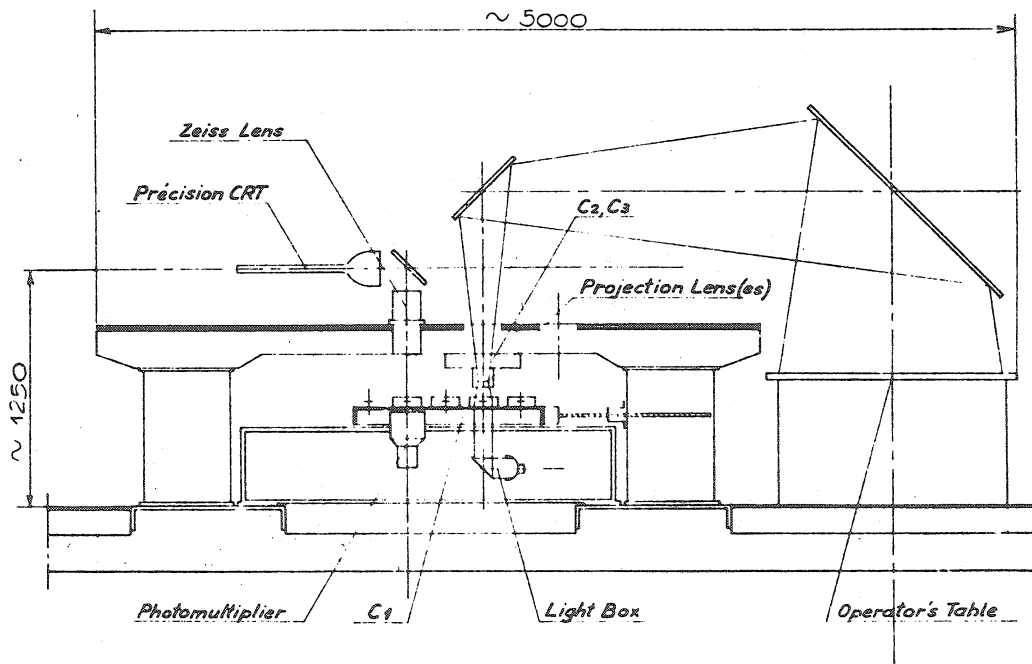 ~ 5000
Zeiss Lens
Précision CRT
C2, C3
Projection Lens(es)
~ 1250
Photomultiplier
C1
Light Box
Operator's Table